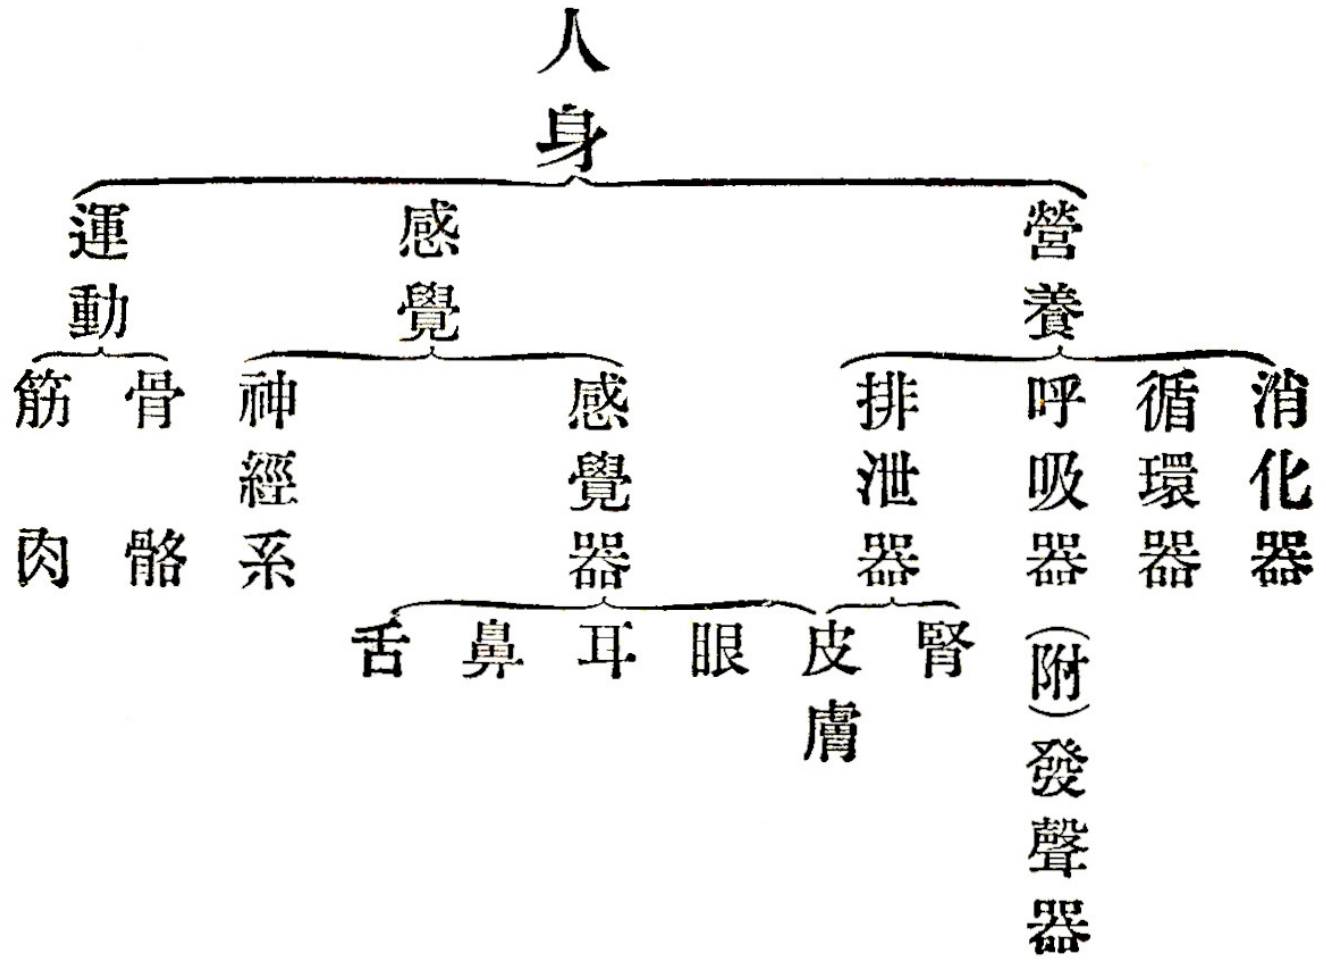 人身
營養
感覺
運動
消化器
循環器
呼吸器(附)發聲器
排泄器
感覺器
神經系
骨骼
筋肉
腎
皮膚
眼
耳
鼻
舌